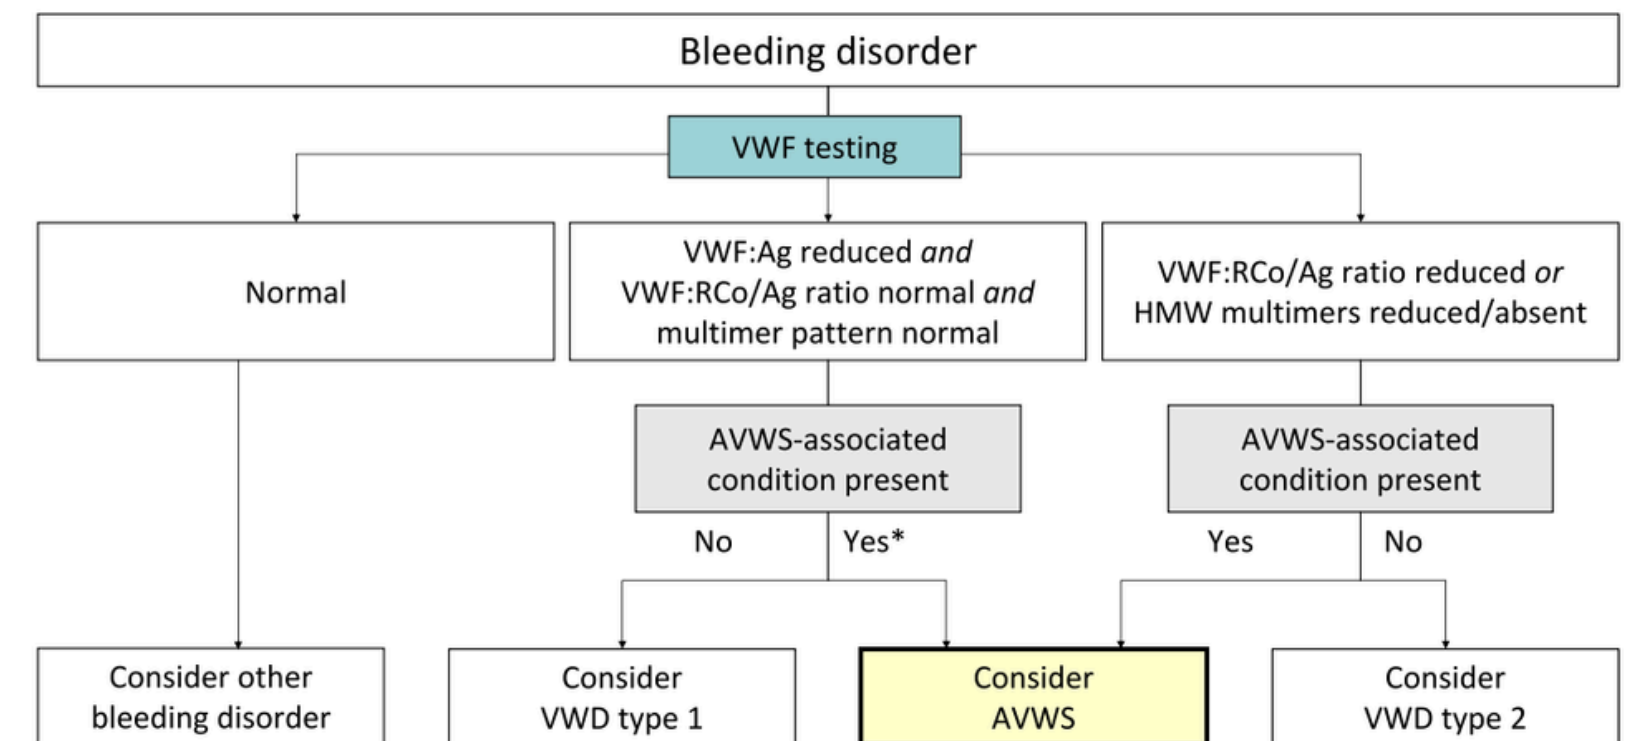 Bleeding disorder
VWF testing
Normal
VWF:Ag reduced and
VWF:RCo/Ag ratio normal and
multimer pattern normal
VWF:RCo/Ag ratio reduced or
HMW multimers reduced/absent
AVWS-associated
condition present
AVWS-associated
condition present
No
Yes*
Yes
No
Consider other
bleeding disorder
Consider
VWD type 1
Consider
AVWS
Consider
VWD type 2